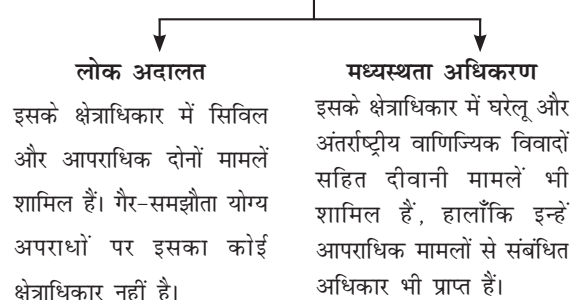 लोक अदालत
इसके क्षेत्राधिकार में सिविल
और आपराधिक दोनों मामलें
शामिल हैं। गैर-समझौता योग्य
अपराधों पर इसका कोई
क्षेत्राधिकार नहीं है।
मध्यस्थता अधिकरण
इसके क्षेत्राधिकार में घरेलू और
अंतर्राष्ट्रीय वाणिज्यिक विवादों
सहित दीवानी मामलें भी
शामिल हैं, हालाँकि इन्हें
आपराधिक मामलों से संबंधित
अधिकार भी प्राप्त हैं।